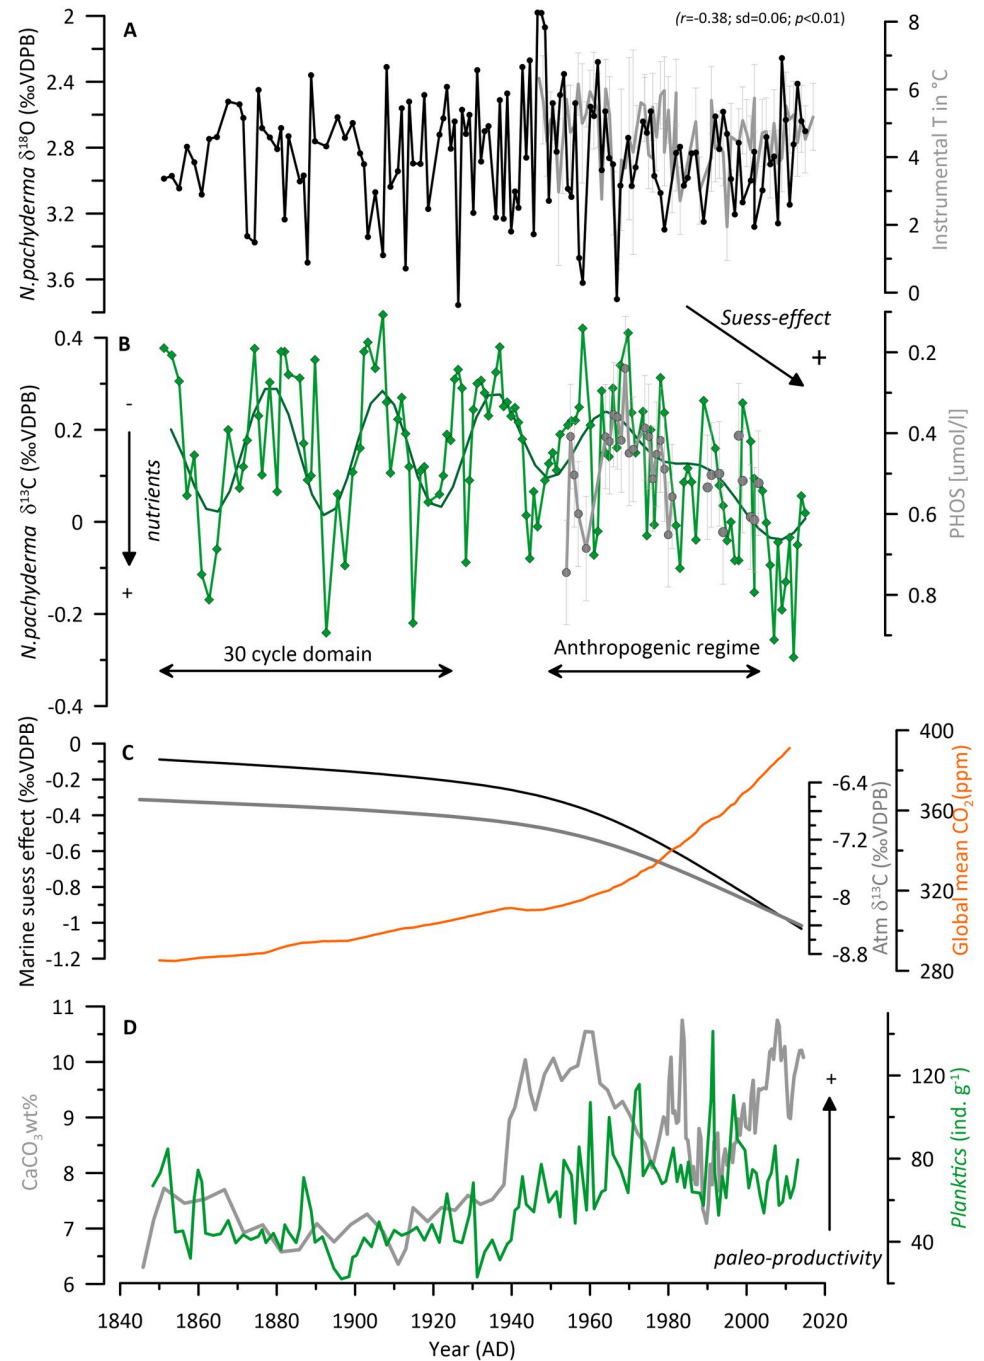 A
(r=-0.38; sd=0.06; p<0.01)
N.pachyderma δ18O (‰VDPB)
2
2.4
2.8
3.2
3.6
Instrumental T in °C
8
6
4
2
0
B
Suess-effect
+
N.pachyderma δ13C (‰VDPB)
0.4
0.2
0
-0.2
-0.4
-
nutrients
+
PHOS [umol/l]
0.2
0.4
0.6
0.8
30 cycle domain
Anthropogenic regime
C
Marine suess effect (‰VDPB)
0
-0.2
-0.4
-0.6
-0.8
-1
-1.2
Atm δ13C (‰VDPB)
-6.4
-7.2
-8
-8.8
Global mean CO2(ppm)
400
360
320
280
D
CaCO3wt%
11
10
9
8
7
6
Planktics (ind. g-1)
120
80
40
+
paleo-productivity
1840 1860 1880 1900 1920 1940 1960 1980 2000 2020
Year (AD)